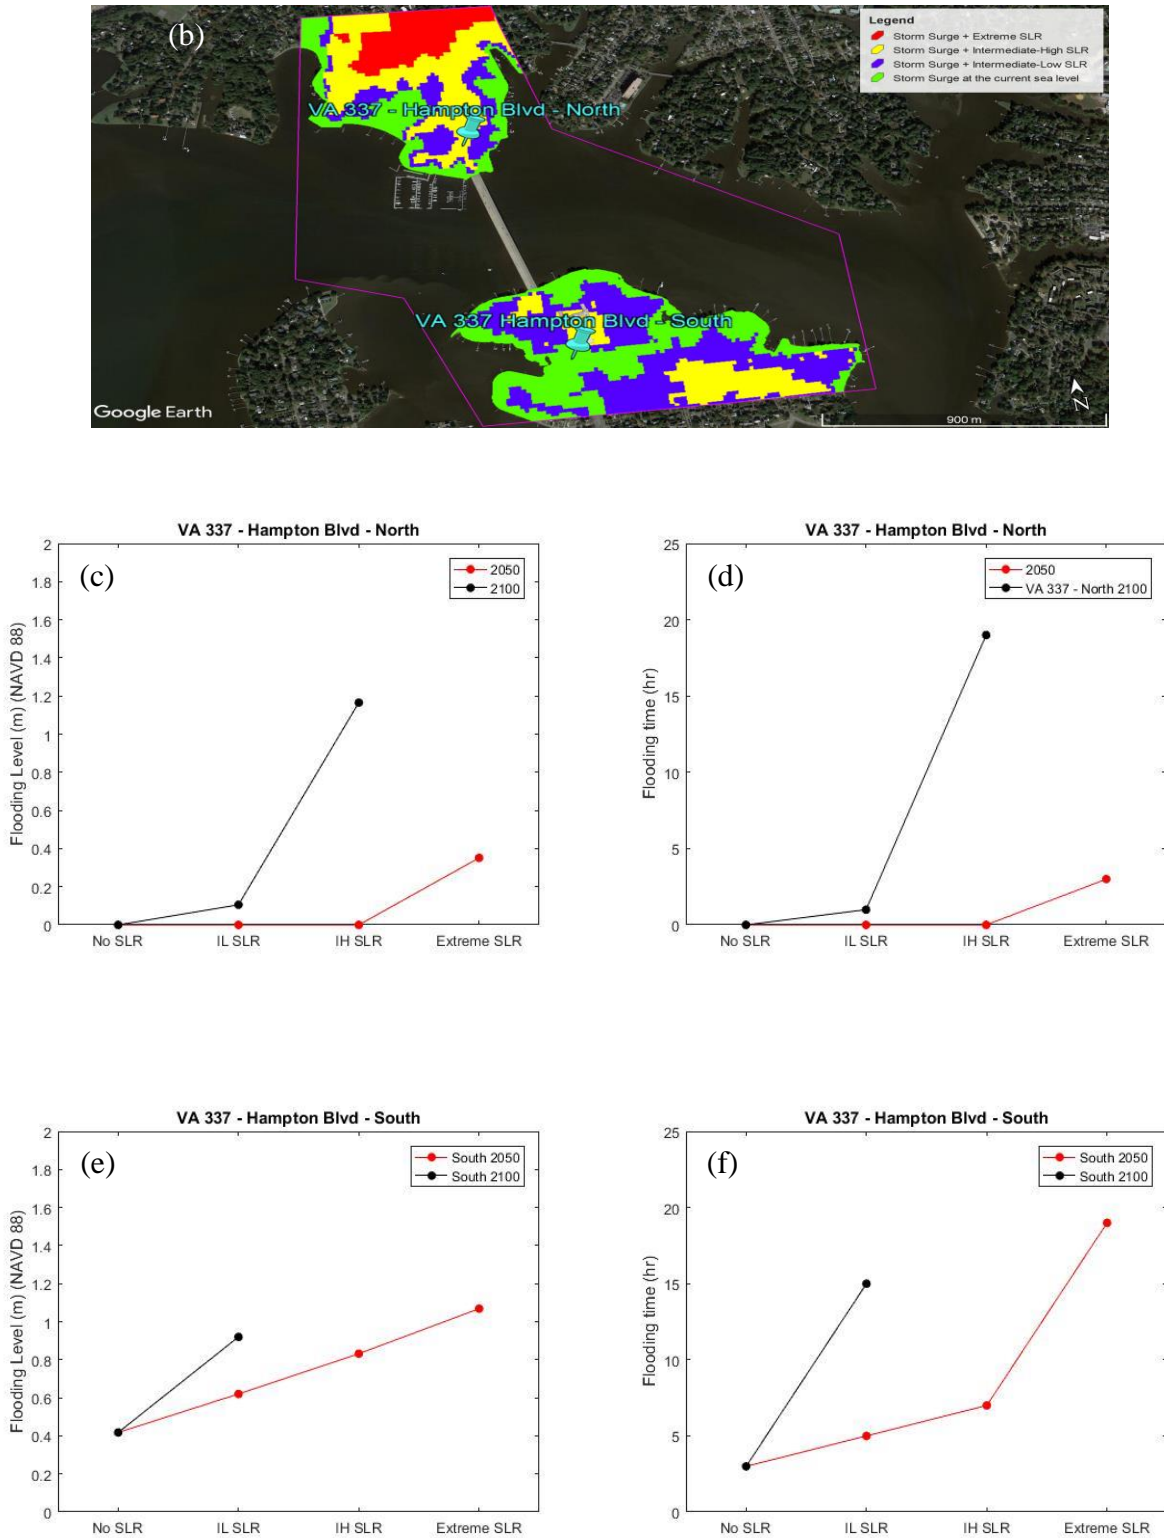 (b)
Legend
Storm Surge + Extreme SLR
Storm Surge + Intermediate-High SLR
Storm Surge + Intermediate-Low SLR
Storm Surge at the current sea level
VA 337 - Hampton Blvd - North
VA 337 Hampton Blvd - South
Google Earth
N
900 m
VA 337 - Hampton Blvd - North
(c)
2050
2100
Flooding Level (m) (NAVD 88)
2
1.8
1.6
1.4
1.2
1
0.8
0.6
0.4
0.2
0
No SLR IL SLR IH SLR Extreme SLR
VA 337 - Hampton Blvd - North
(d)
2050
VA 337 - North 2100
Flooding time (hr)
25
20
15
10
5
0
No SLR IL SLR IH SLR Extreme SLR
VA 337 - Hampton Blvd - South
(e)
South 2050
South 2100
Flooding Level (m) (NAVD 88)
2
1.8
1.6
1.4
1.2
1
0.8
0.6
0.4
0.2
0
No SLR IL SLR IH SLR Extreme SLR
VA 337 - Hampton Blvd - South
(f)
South 2050
South 2100
Flooding time (hr)
25
20
15
10
5
0
No SLR IL SLR IH SLR Extreme SLR